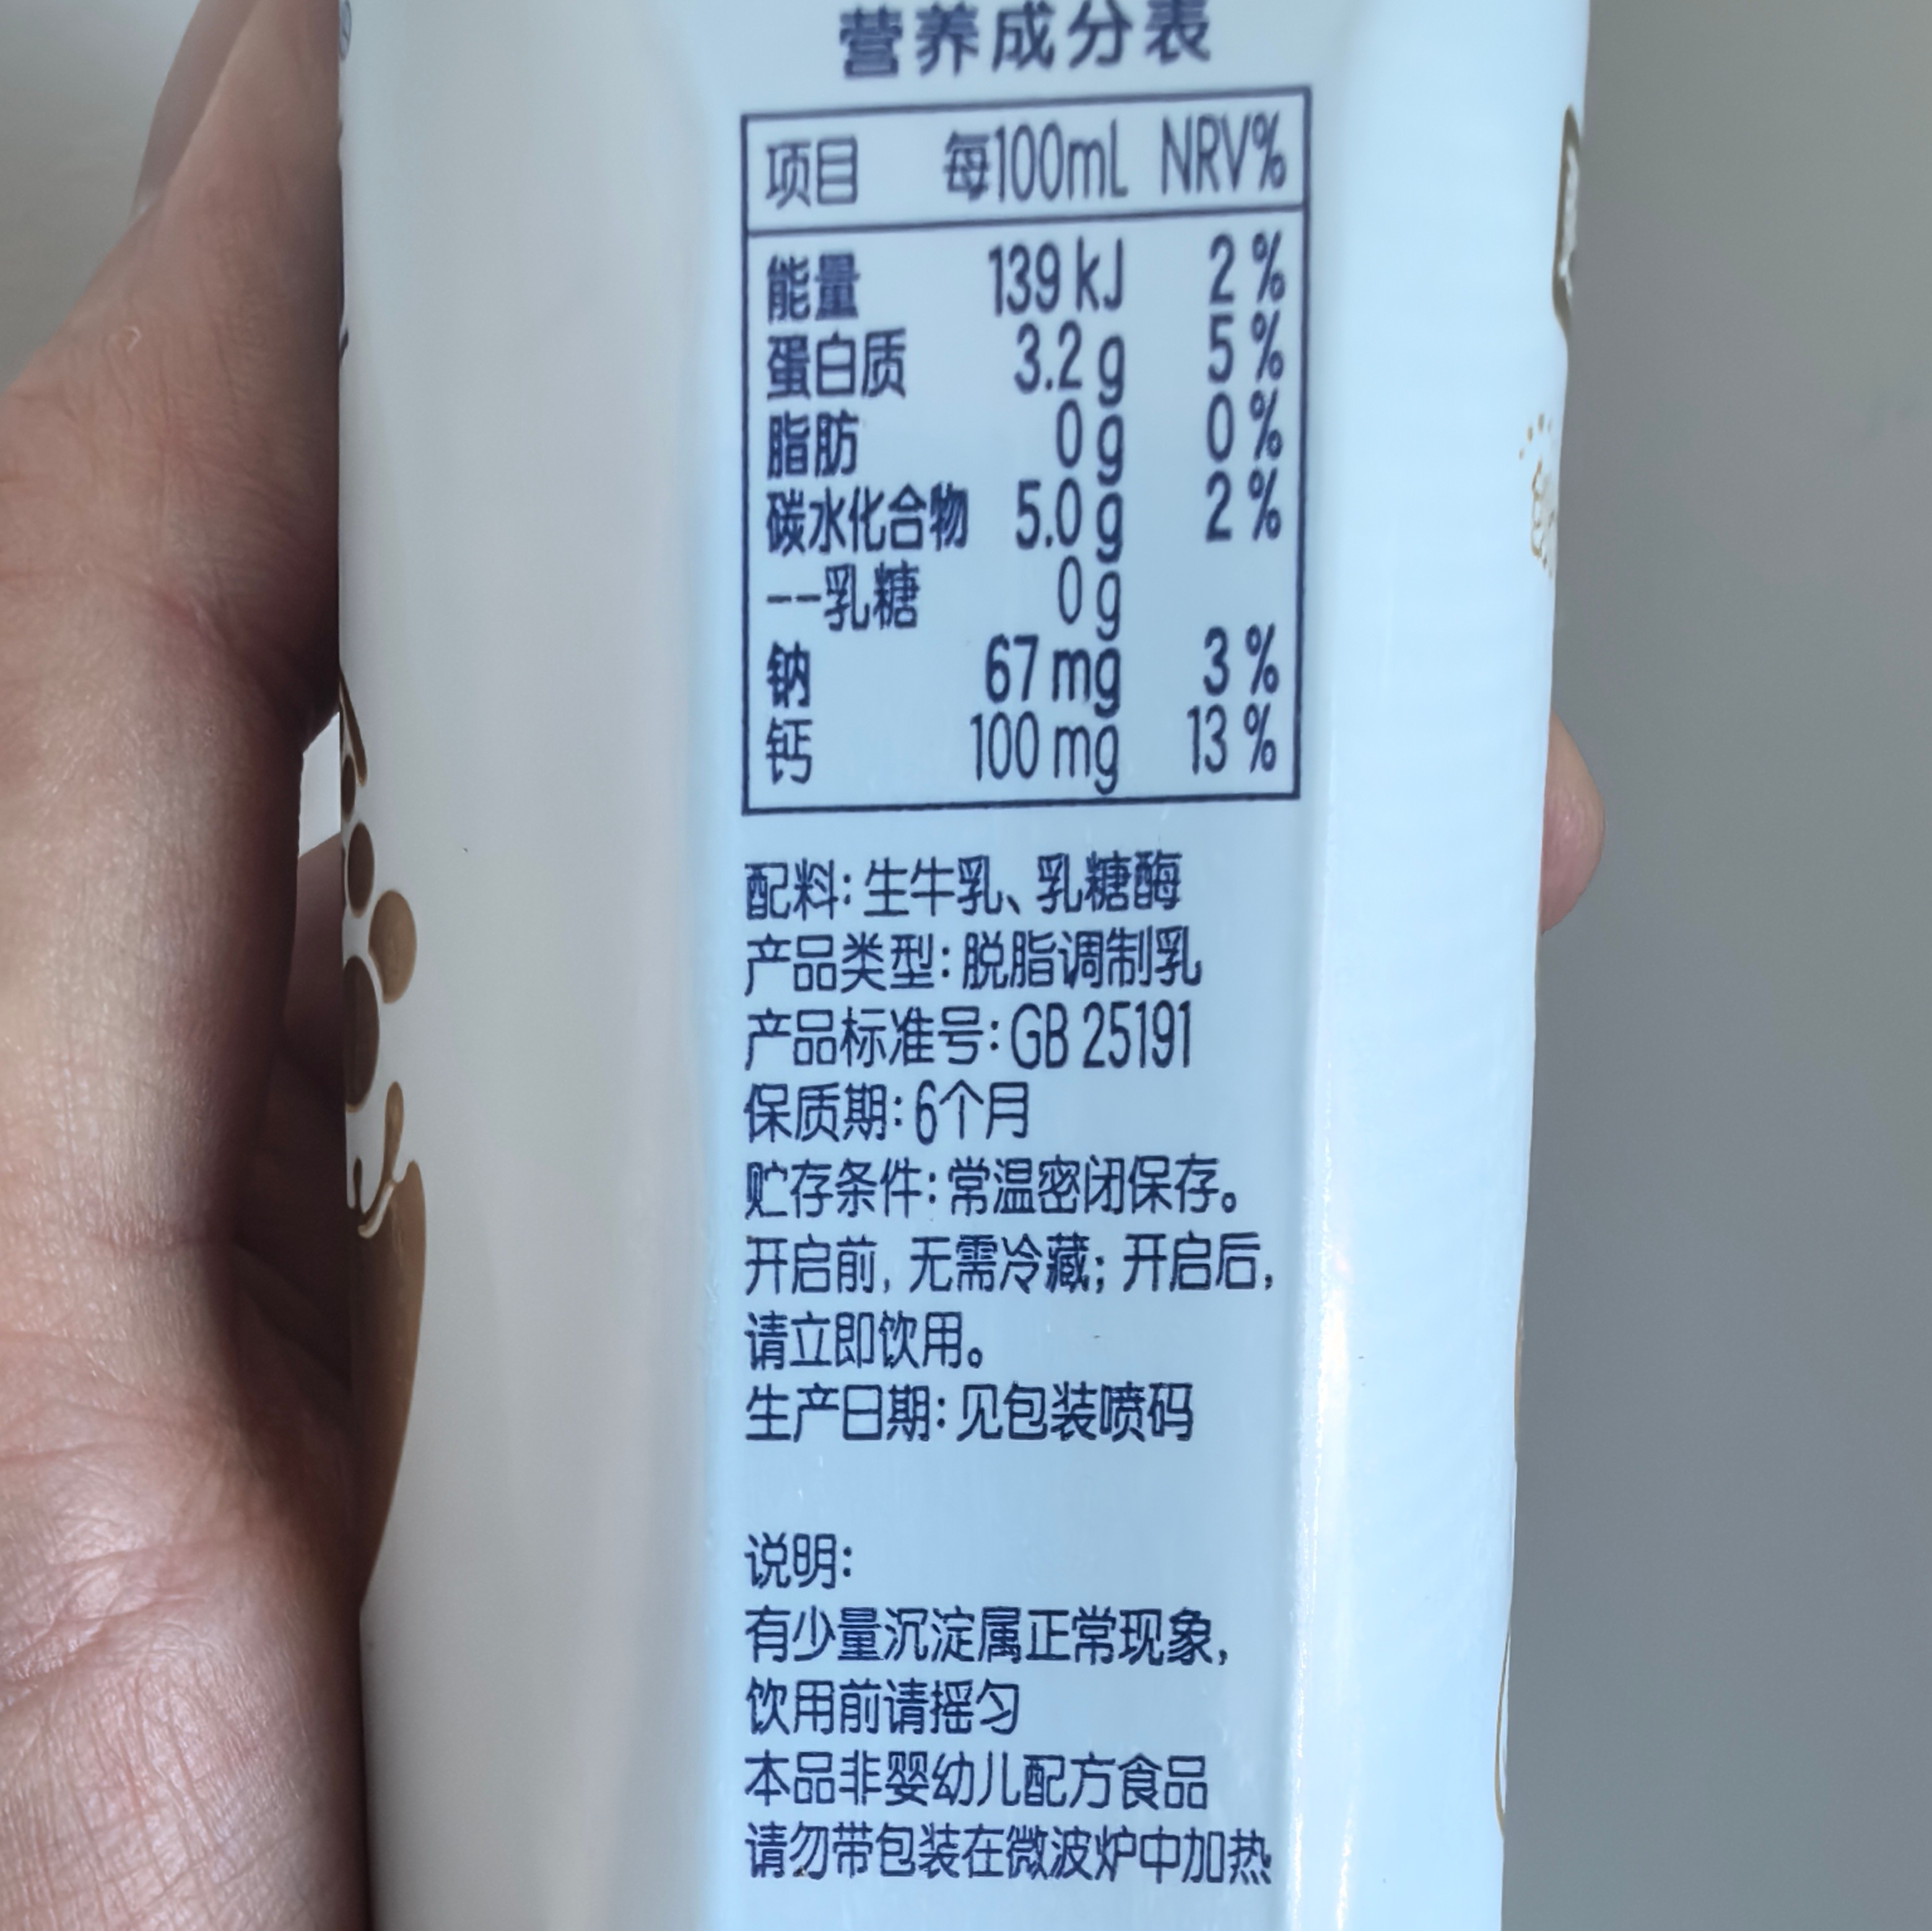 营养成分表
项目 每100mL NRV%
能量 139 kJ 2 %
蛋白质 3.2 g 5 %
脂肪 0 g 0 %
碳水化合物 5.0 g 2 %
--乳糖 0 g
钠 67 mg 3 %
钙 100 mg 13 %
配料: 生牛乳、乳糖酶
产品类型: 脱脂调制乳
产品标准号: GB 25191
保质期: 6个月
贮存条件: 常温密闭保存。
开启前, 无需冷藏; 开启后,
请立即饮用。
生产日期: 见包装喷码
说明:
有少量沉淀属正常现象,
饮用前请摇匀
本品非婴幼儿配方食品
请勿带包装在微波炉中加热